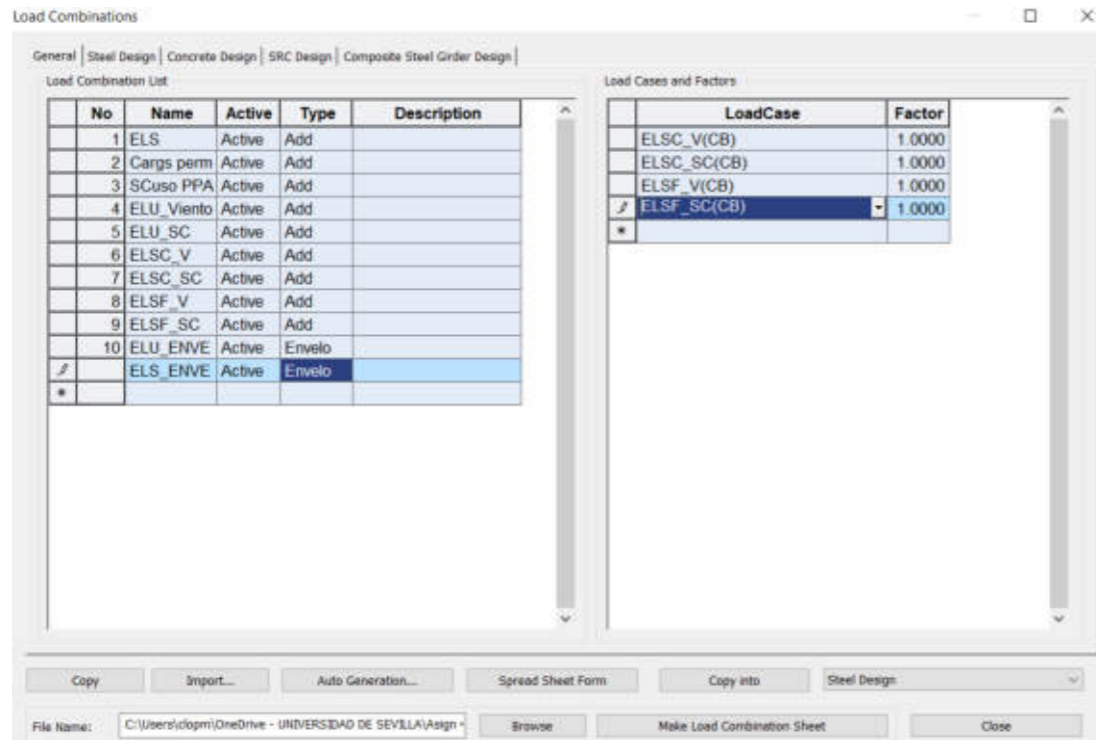 Load Combinations
General Steel Design Concrete Design SRC Design Composite Steel Girder Design
Load Combination List
No Name Active Type Description
1 ELS Active Add
2 Cargs perm Active Add
3 SCuso PPA Active Add
4 ELU_Viento Active Add
5 ELU_SC Active Add
6 ELSC_V Active Add
7 ELSC_SC Active Add
8 ELSF_V Active Add
9 ELSF_SC Active Add
10 ELU_ENVE Active Envelo
ELS_ENVE Active Envelo
*
Load Cases and Factors
LoadCase Factor
ELSC_V(CB) 1.0000
ELSC_SC(CB) 1.0000
ELSF_V(CB) 1.0000
ELSF_SC(CB) 1.0000
*
Copy Import... Auto Generation... Spread Sheet Form Copy into Steel Design
File Name: C:\Users\clopm\OneDrive - UNIVERSIDAD DE SEVILLA\Asign Browse Make Load Combination Sheet Close